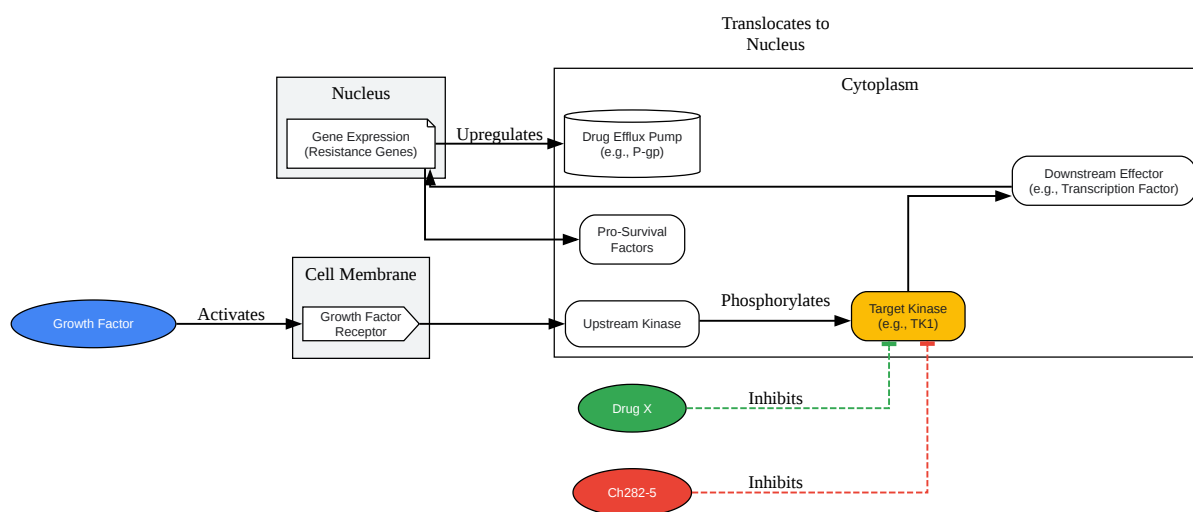 Translates to
Nucleus
Cytoplasm
Nucleus
Gene Expression
(Resistance Genes)
Upregulates
Drug Efflux Pump
(e.g., P-gp)
Downstream Effector
(e.g., Transcription Factor)
Pro-Survival
Factors
Cell Membrane
Growth Factor
Activates
Growth Factor
Receptor
Upstream Kinase
Phosphorylates
Target Kinase
(e.g., TK1)
Drug X
Inhibits
Ch282-5
Inhibits